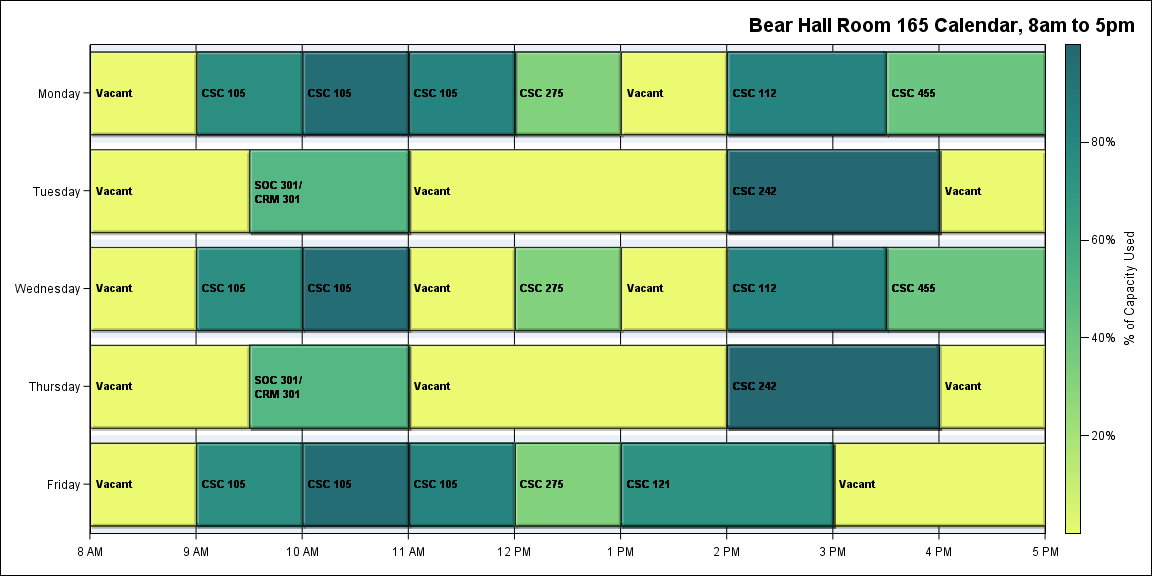 Bear Hall Room 165 Calendar, 8am to 5pm
Monday
Vacant
CSC 105
CSC 105
CSC 105
CSC 275
Vacant
CSC 112
CSC 455
Tuesday
Vacant
SOC 301/
CRM 301
Vacant
CSC 242
Vacant
Wednesday
Vacant
CSC 105
CSC 105
Vacant
CSC 275
Vacant
CSC 112
CSC 455
Thursday
Vacant
SOC 301/
CRM 301
Vacant
CSC 242
Vacant
Friday
Vacant
CSC 105
CSC 105
CSC 105
CSC 275
CSC 121
Vacant
8 AM
9 AM
10 AM
11 AM
12 PM
1 PM
2 PM
3 PM
4 PM
5 PM
80%
60%
40%
20%
% of Capacity Used